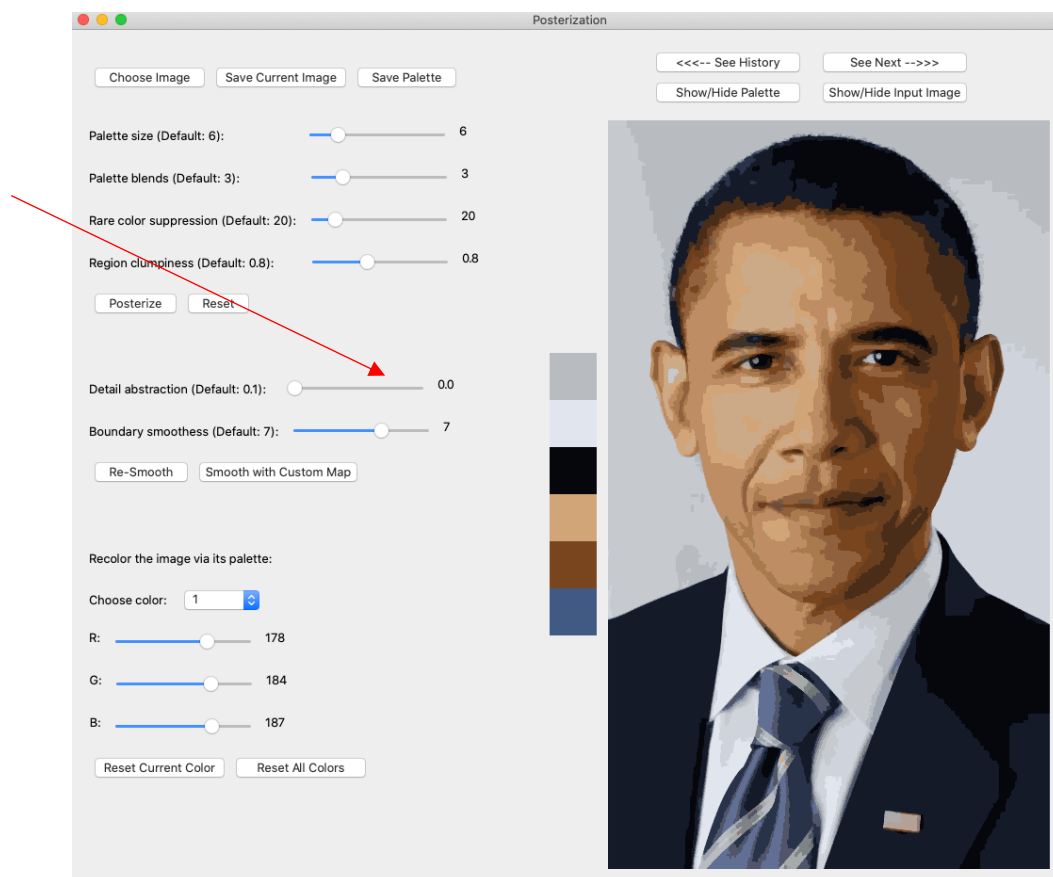 Posterization
Choose Image Save Current Image Save Palette
<<<-- See History See Next -->>>
Show/Hide Palette Show/Hide Input Image
Palette size (Default: 6): 6
Palette blends (Default: 3): 3
Rare color suppression (Default: 20): 20
Region clumpiness (Default: 0.8): 0.8
Posterize Reset
Detail abstraction (Default: 0.1): 0.0
Boundary smoothness (Default: 7): 7
Re-Smooth Smooth with Custom Map
Recolor the image via its palette:
Choose color: 1
R: 178
G: 184
B: 187
Reset Current Color Reset All Colors